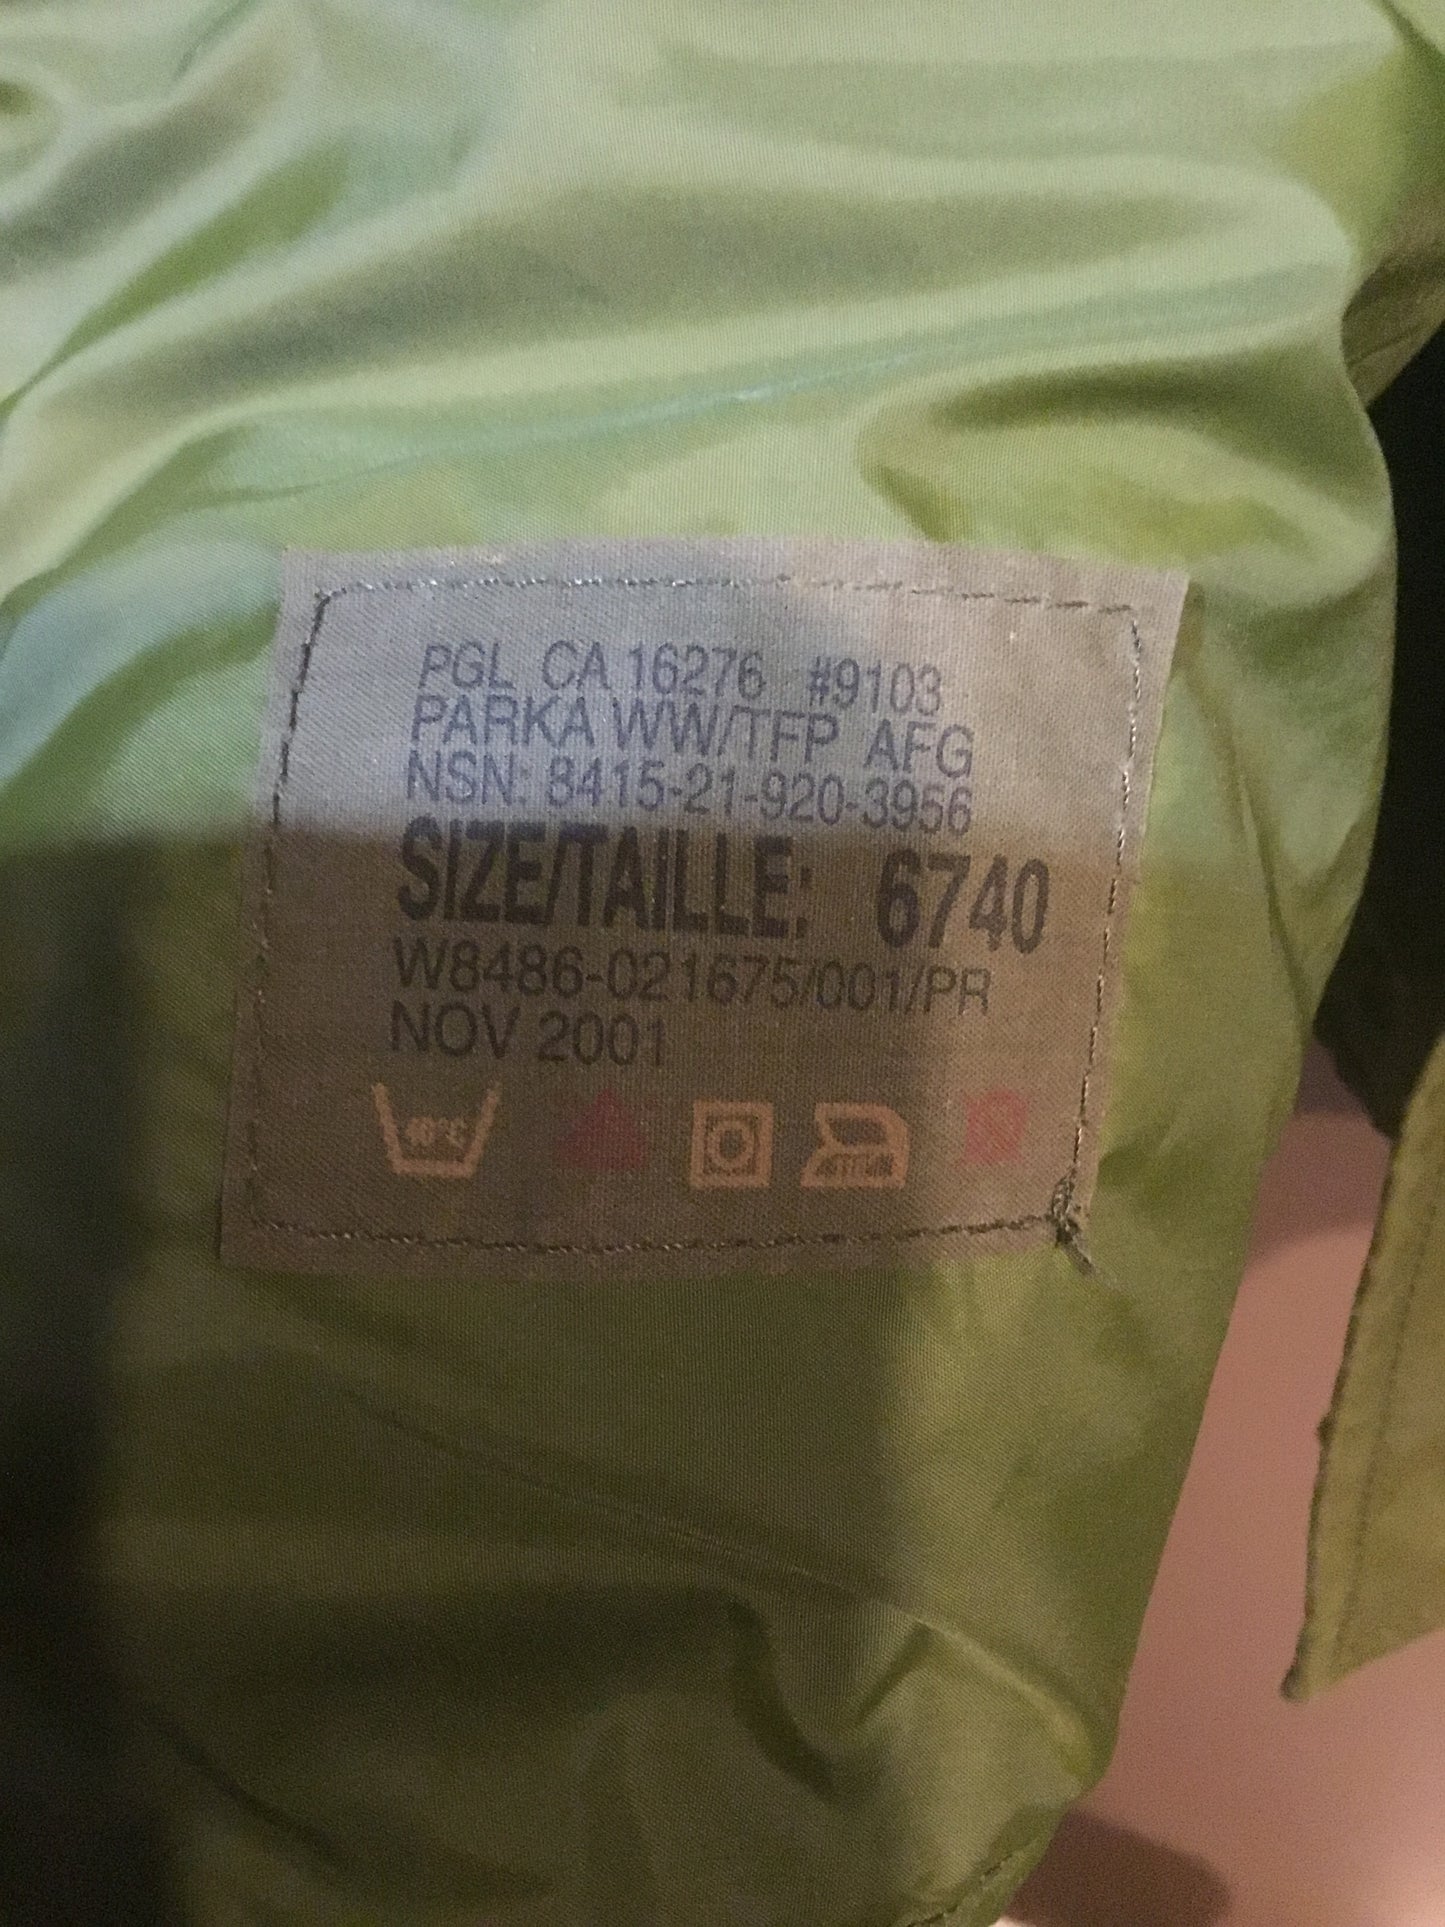 PGL CA 16276 #9103
PARKA WW/TFP AFG
NSN: 8415-21-920-3956
SIZE/TAILLE: 6740
W8486-021675/001/PR
NOV 2001
40°C